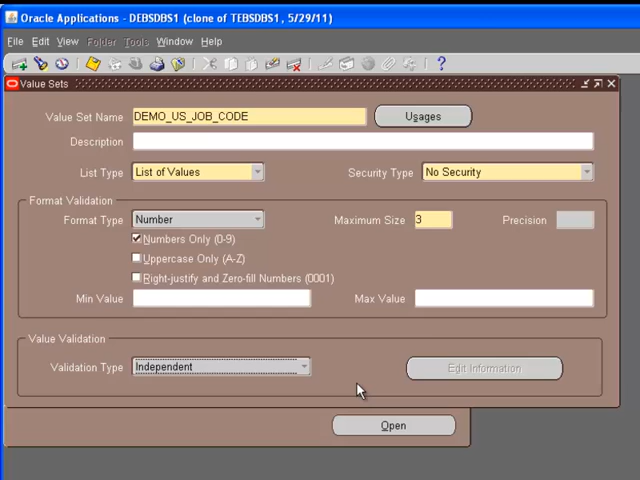 Oracle Applications - DEBSDBS1 (clone of TEBSDBS1, 5/29/11)
File Edit View Folder Tools Window Help
Value Sets
Value Set Name DEMO_US_JOB_CODE Usages
Description
List Type List of Values Security Type No Security
Format Validation
Format Type Number Maximum Size 3 Precision
Numbers Only (0-9)
Uppercase Only (A-Z)
Right-justify and Zero-fill Numbers (0001)
Min Value Max Value
Value Validation
Validation Type Independent Edit Information
Open